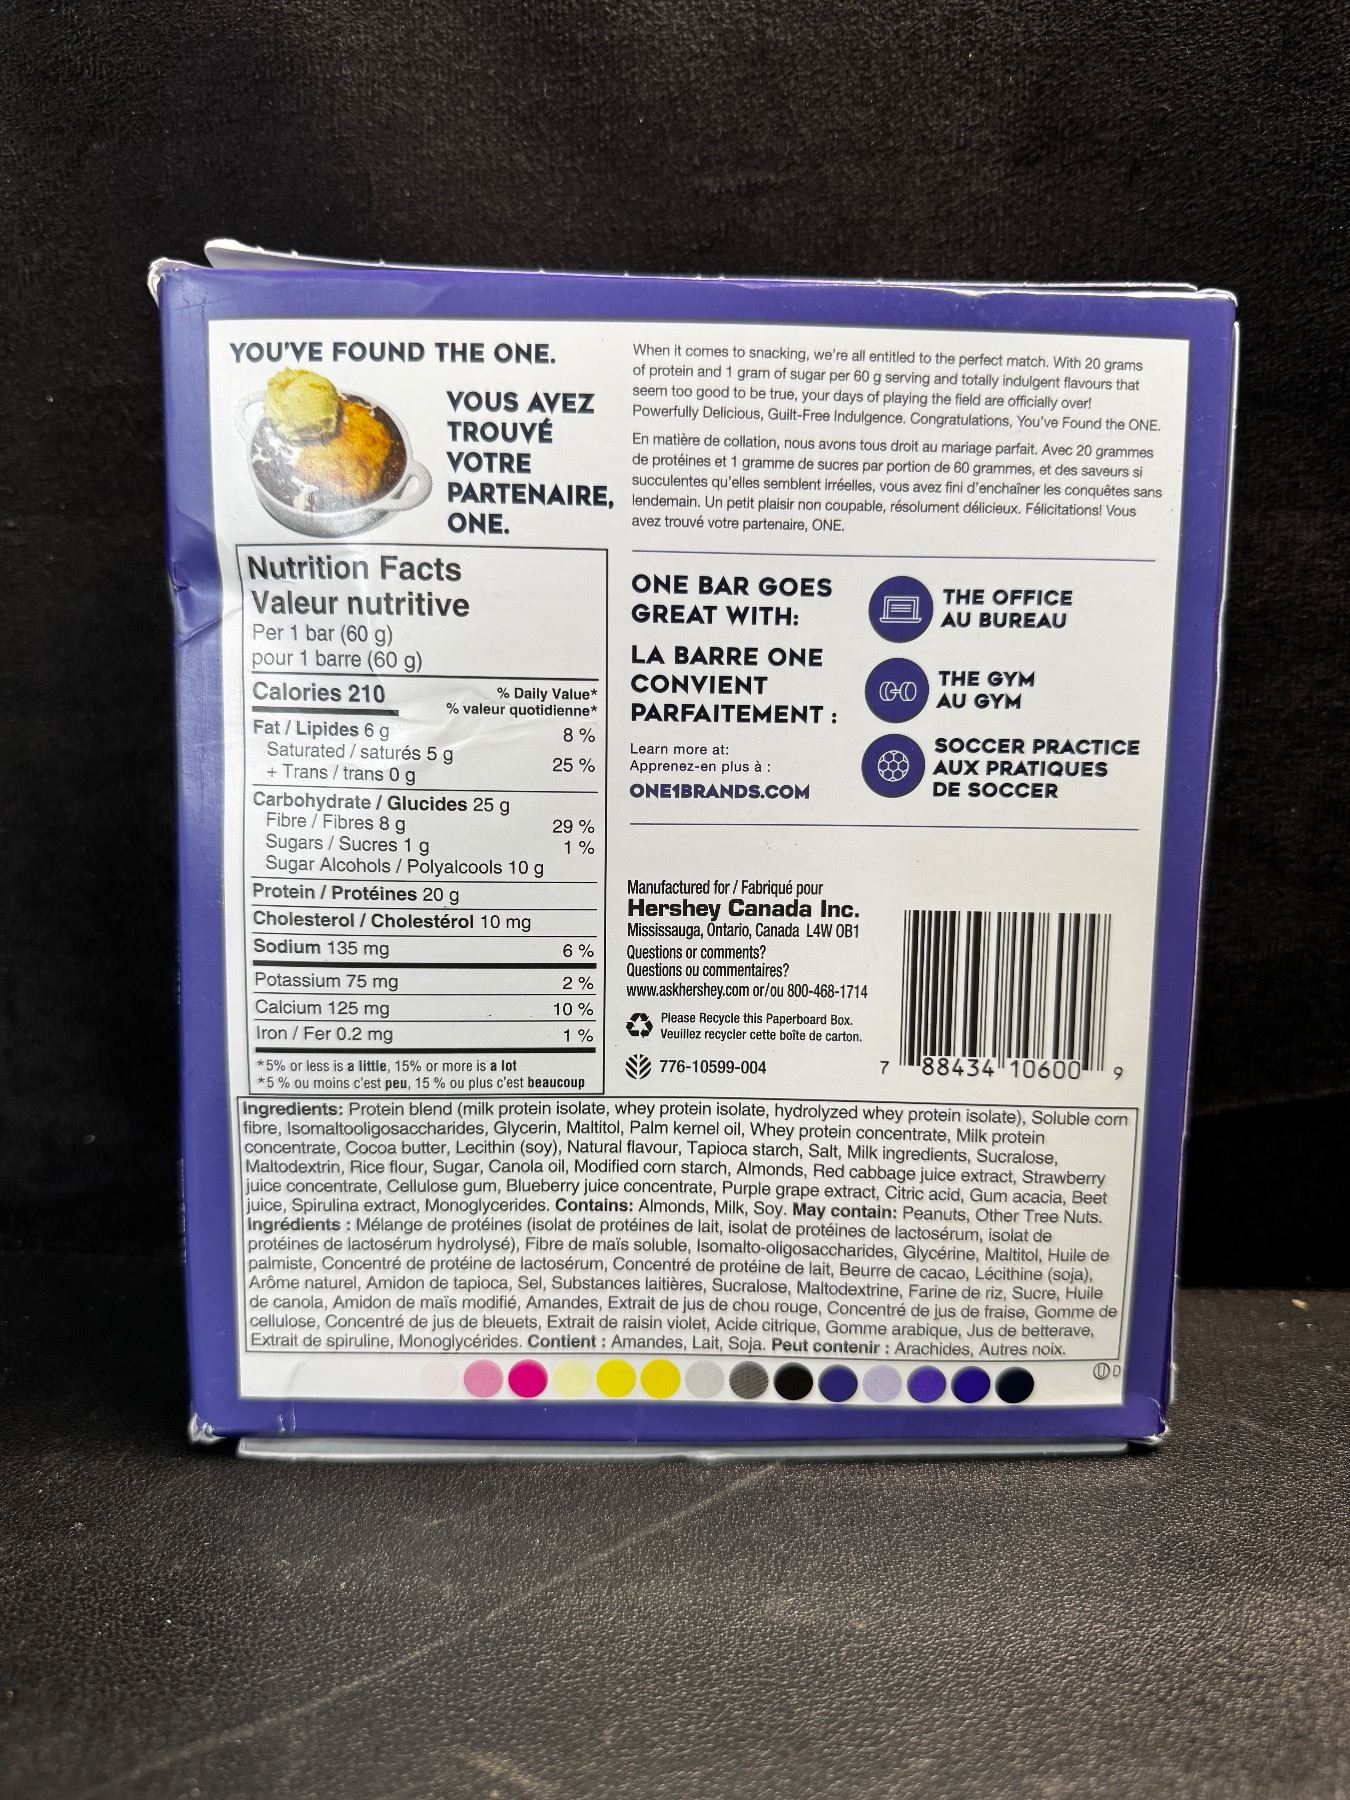 YOU'VE FOUND THE ONE.
VOUS AVEZ
TROUVÉ
VOTRE
PARTENAIRE,
ONE.
When it comes to snacking, we're all entitled to the perfect match. With 20 grams
of protein and 1 gram of sugar per 60 g serving and totally indulgent flavours that
seem too good to be true, your days of playing the field are officially over!
Powerfully Delicious, Guilt-Free Indulgence. Congratulations, You've Found the ONE.
En matière de collation, nous avons tous droit au mariage parfait. Avec 20 grammes
de protéines et 1 gramme de sucres par portion de 60 grammes, et des saveurs si
succulentes qu'elles semblent irréelles, vous avez fini d'enchaîner les conquêtes sans
lendemain. Un petit plaisir non coupable, résolument délicieux. Félicitations! Vous
avez trouvé votre partenaire, ONE.
Nutrition Facts
Valeur nutritive
Per 1 bar (60 g)
pour 1 barre (60 g)
Calories 210
% Daily Value*
% valeur quotidienne*
Fat / Lipides 6 g 8 %
Saturated / saturés 5 g
+ Trans / trans 0 g 25 %
Carbohydrate / Glucides 25 g
Fibre / Fibres 8 g 29 %
Sugars / Sucres 1 g 1 %
Sugar Alcohols / Polyalcools 10 g
Protein / Protéines 20 g
Cholesterol / Cholestérol 10 mg
Sodium 135 mg 6 %
Potassium 75 mg 2 %
Calcium 125 mg 10 %
Iron / Fer 0.2 mg 1 %
*5% or less is a little, 15% or more is a lot
*5 % ou moins c'est peu, 15 % ou plus c'est beaucoup
ONE BAR GOES
GREAT WITH:
LA BARRE ONE
CONVIENT
PARFAITEMENT :
Learn more at:
Apprenez-en plus à :
ONE1BRANDS.COM
THE OFFICE
AU BUREAU
THE GYM
AU GYM
SOCCER PRACTICE
AUX PRATIQUES
DE SOCCER
Manufactured for / Fabriqué pour
Hershey Canada Inc.
Mississauga, Ontario, Canada L4W 0B1
Questions or comments?
Questions ou commentaires?
www.askhershey.com or/ou 800-468-1714
Please Recycle this Paperboard Box.
Veuillez recycler cette boîte de carton.
776-10599-004
7 88434 10600 9
Ingredients: Protein blend (milk protein isolate, whey protein isolate, hydrolyzed whey protein isolate), Soluble corn
fibre, Isomaltooligosaccharides, Glycerin, Maltitol, Palm kernel oil, Whey protein concentrate, Milk protein
concentrate, Cocoa butter, Lecithin (soy), Natural flavour, Tapioca starch, Salt, Milk ingredients, Sucralose,
Maltodextrin, Rice flour, Sugar, Canola oil, Modified corn starch, Almonds, Red cabbage juice extract, Strawberry
juice concentrate, Cellulose gum, Blueberry juice concentrate, Purple grape extract, Citric acid, Gum acacia, Beet
juice, Spirulina extract, Monoglycerides. Contains: Almonds, Milk, Soy. May contain: Peanuts, Other Tree Nuts.
Ingrédients : Mélange de protéines (isolat de protéines de lait, isolat de protéines de lactosérum, isolat de
protéines de lactosérum hydrolysé), Fibre de maïs soluble, Isomalto-oligosaccharides, Glycérine, Maltitol, Huile de
palmiste, Concentré de protéine de lactosérum, Concentré de protéine de lait, Beurre de cacao, Lécithine (soja),
Arôme naturel, Amidon de tapioca, Sel, Substances laitières, Sucralose, Maltodextrine, Farine de riz, Sucre, Huile
de canola, Amidon de maïs modifié, Amandes, Extrait de jus de chou rouge, Concentré de jus de fraise, Gomme de
cellulose, Concentré de jus de bleuets, Extrait de raisin violet, Acide citrique, Gomme arabique, Jus de betterave,
Extrait de spiruline, Monoglycérides. Contient : Amandes, Lait, Soja. Peut contenir : Arachides, Autres noix.
Ⓤ D